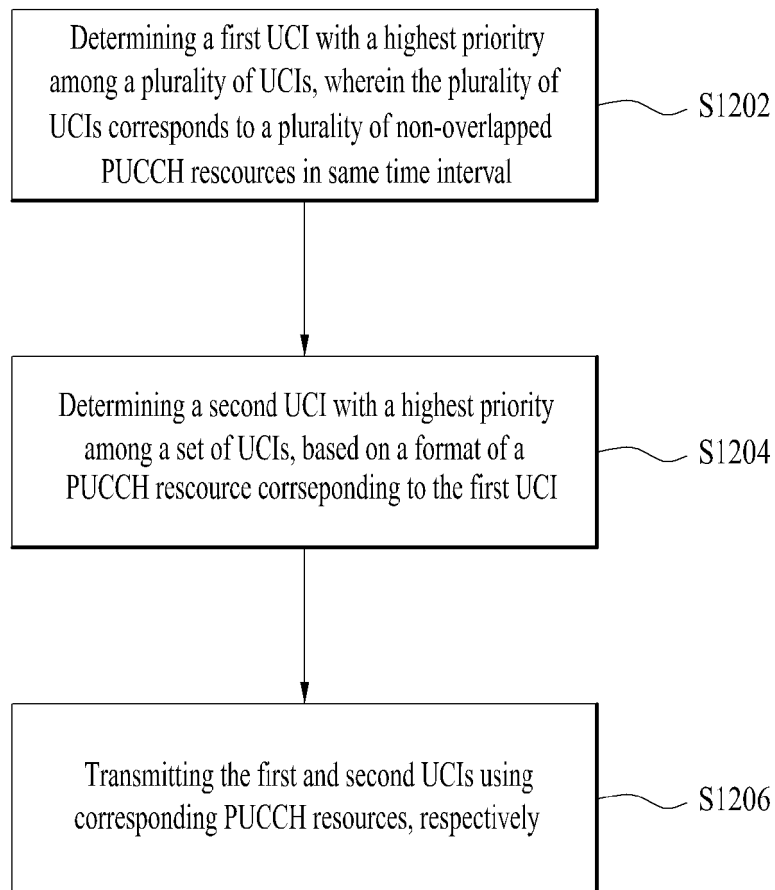 Determining a first UCI with a highest prioritry
among a plurality of UCIs, wherein the plurality of
UCIs corresponds to a plurality of non-overlapped
PUCCH rescources in same time interval
S1202
Determining a second UCI with a highest priority
among a set of UCIs, based on a format of a
PUCCH rescource corrseponding to the first UCI
S1204
Transmitting the first and second UCIs using
corresponding PUCCH resources, respectively
S1206